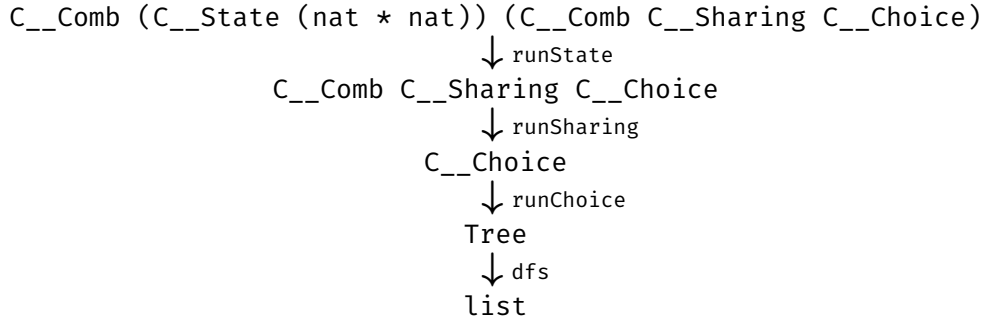 C__Comb (C__State (nat * nat)) (C__Comb C__Sharing C__Choice)
runState
C__Comb C__Sharing C__Choice
runSharing
C__Choice
runChoice
Tree
dfs
list